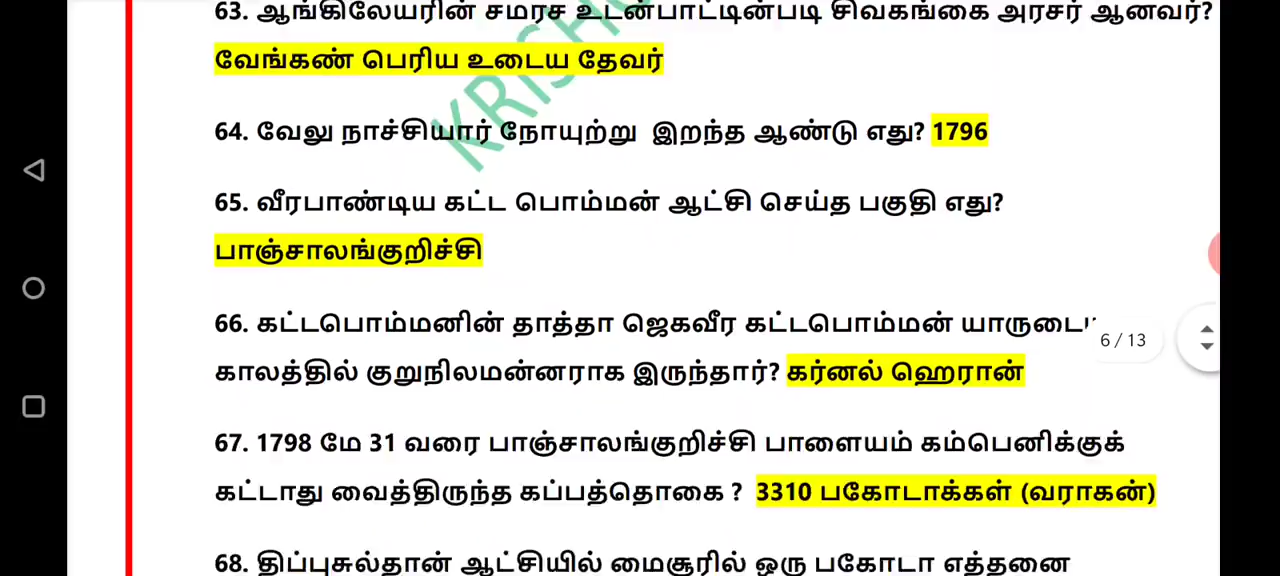 63. ஆங்கிலேயரின் சமரச உடன்பாட்டின்படி சிவகங்கை அரசர் ஆனவர்?
வேங்கண் பெரிய உடைய தேவர்
64. வேலு நாச்சியார் நோயுற்று இறந்த ஆண்டு எது? 1796
65. வீரபாண்டிய கட்ட பொம்மன் ஆட்சி செய்த பகுதி எது?
பாஞ்சாலங்குறிச்சி
66. கட்டபொம்மனின் தாத்தா ஜெகவீர கட்டபொம்மன்
6 / 13
காலத்தில் குறுநிலமன்னராக இருந்தார்? கர்னல் ஹெரான்
67. 1798 மே 31 வரை பாஞ்சாலங்குறிச்சி பாளையம் கம்பெனிக்குக்
கட்டாது வைத்திருந்த கப்பத்தொகை ? 3310 பகோடாக்கள் (வராகன்)
68. திப்புசுல்தான் ஆட்சியில் மைசூரில் ஒரு பகோடா எத்தனை